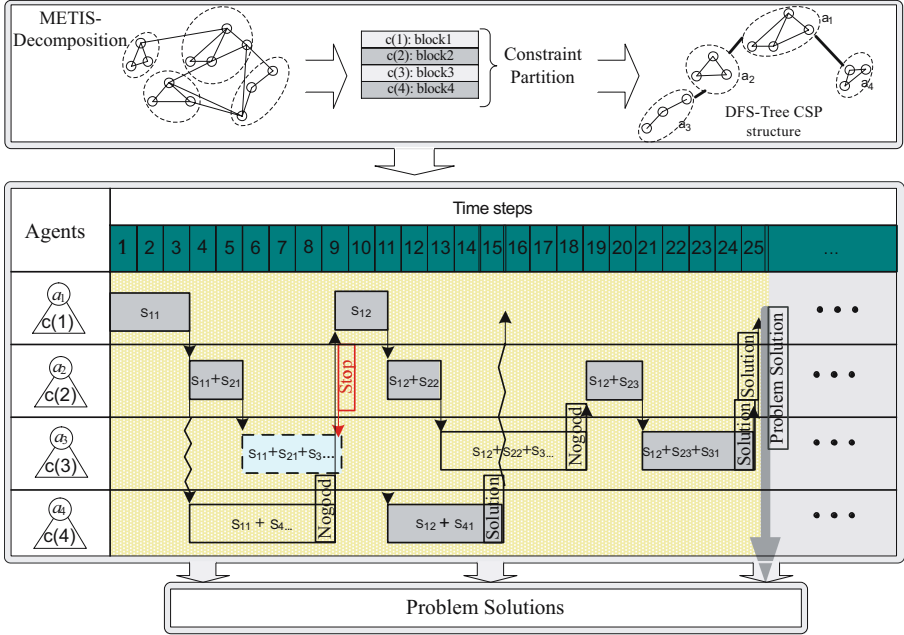 METIS-
Decomposition
c(1): block1
c(2): block2
c(3): block3
c(4): block4
Constraint
Partition
a1
a2
a3
a4
DFS-Tree CSP
structure
Agents
Time steps
1 2 3 4 5 6 7 8 9 10 11 12 13 14 15 16 17 18 19 20 21 22 23 24 25 ...
a1
c(1)
S11
S12
a2
c(2)
S11+S21
Stop
S12+S22
S12+S23
Solution
Problem Solution
a3
c(3)
S11+S21+S3...
S12+S22+S3...
Nogood
S12+S23+S31
Solution
a4
c(4)
S11 + S4...
Nogood
S12 + S41
Solution
Problem Solutions